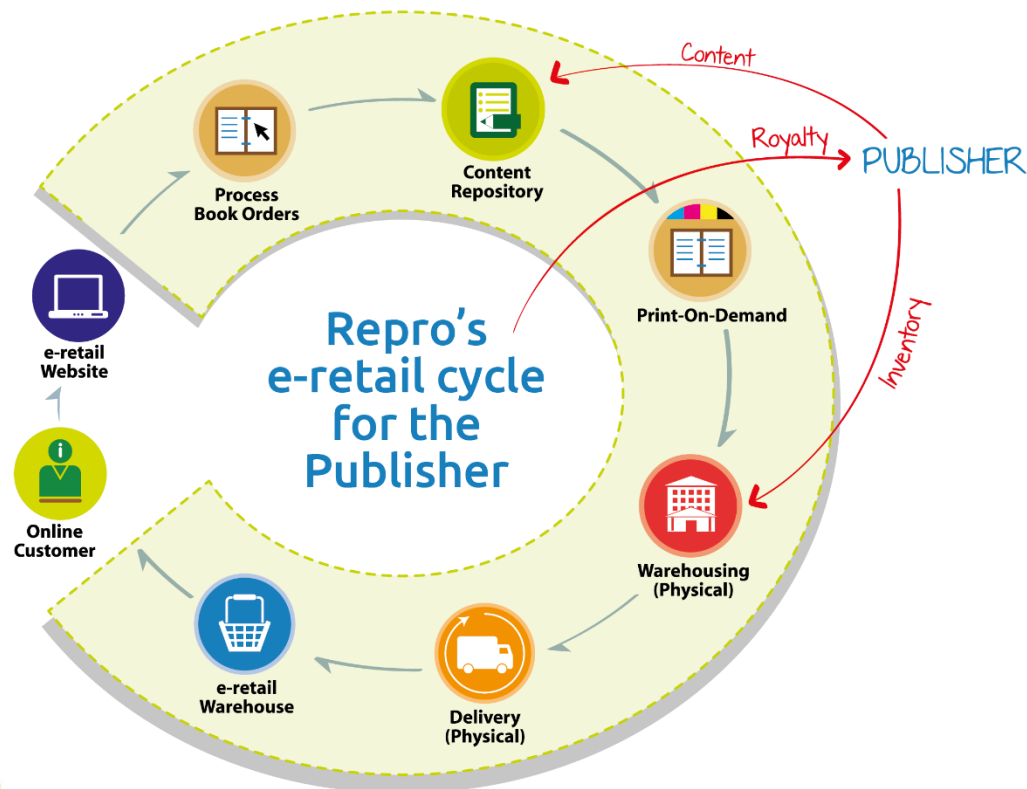 Content
Royalty
PUBLISHER
Inventory
Process
Book Orders
Content
Repository
Print-On-Demand
e-retail
Website
Repro's
e-retail cycle
for the
Publisher
Online
Customer
Warehousing
(Physical)
e-retail
Warehouse
Delivery
(Physical)